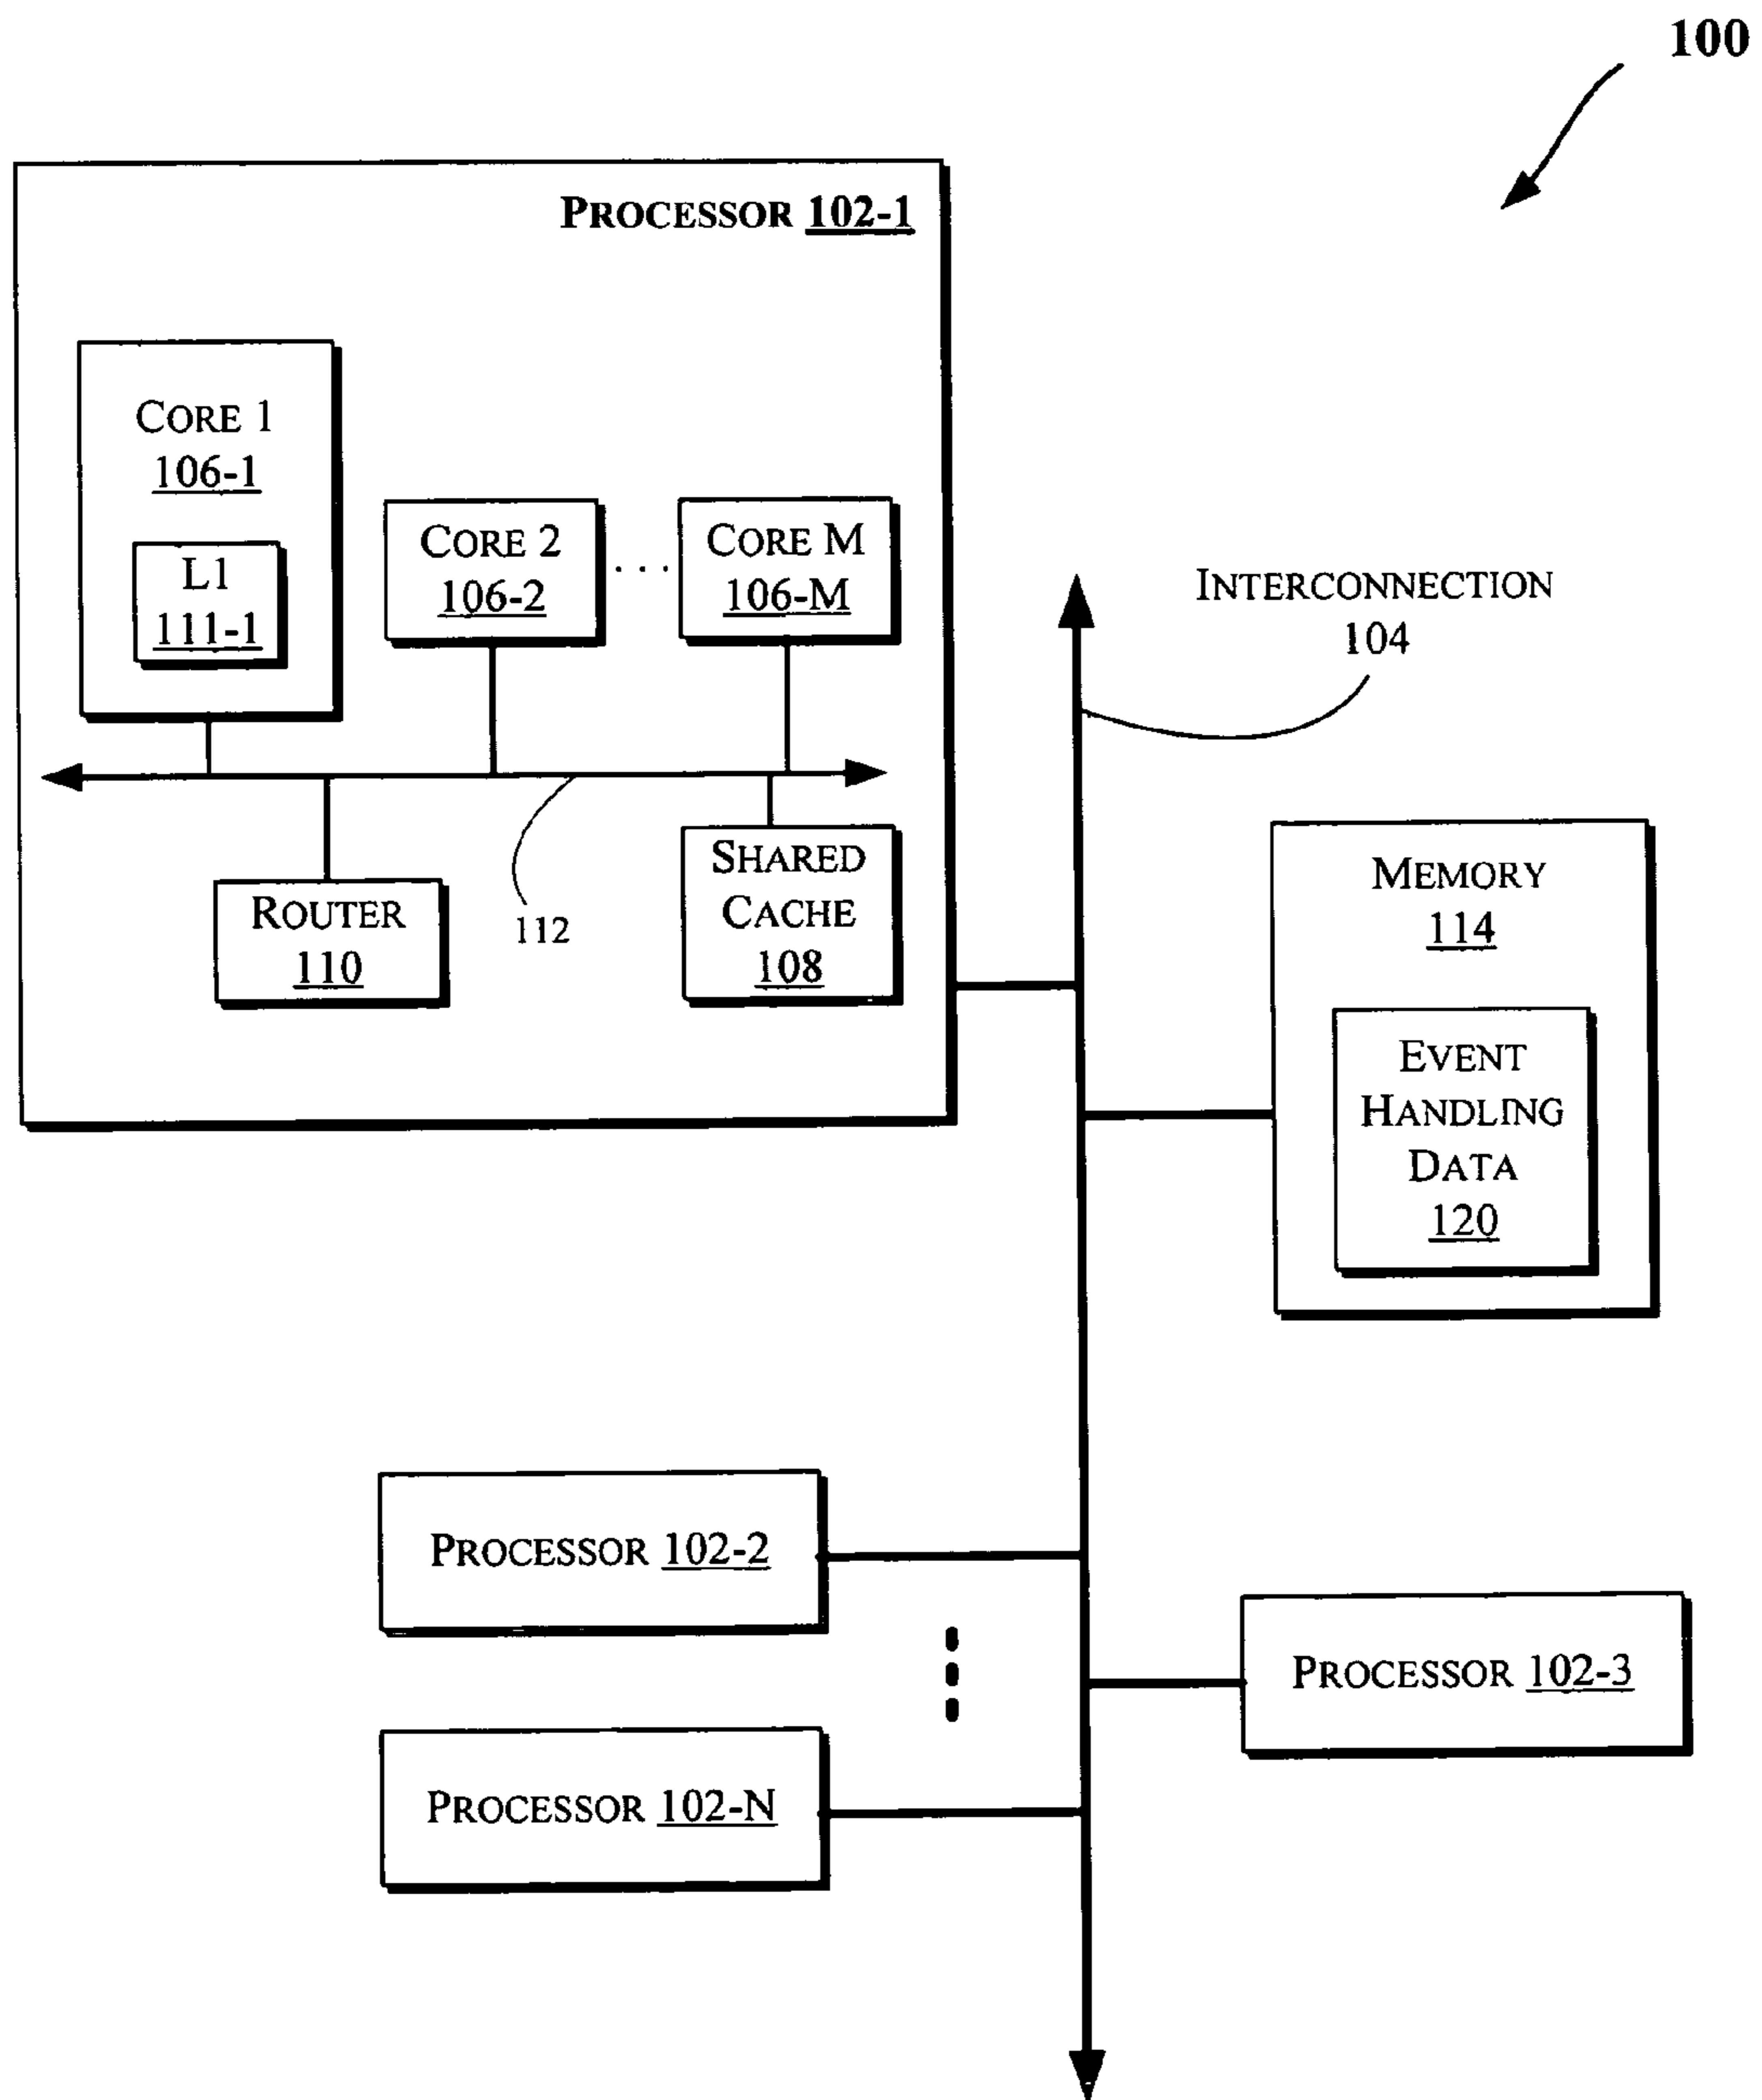 100
PROCESSOR 102-1
CORE 1
106-1
L1
111-1
CORE 2
106-2
. . .
CORE M
106-M
112
ROUTER
110
SHARED
CACHE
108
INTERCONNECTION
104
MEMORY
114
EVENT
HANDLING
DATA
120
PROCESSOR 102-2
PROCESSOR 102-3
PROCESSOR 102-N